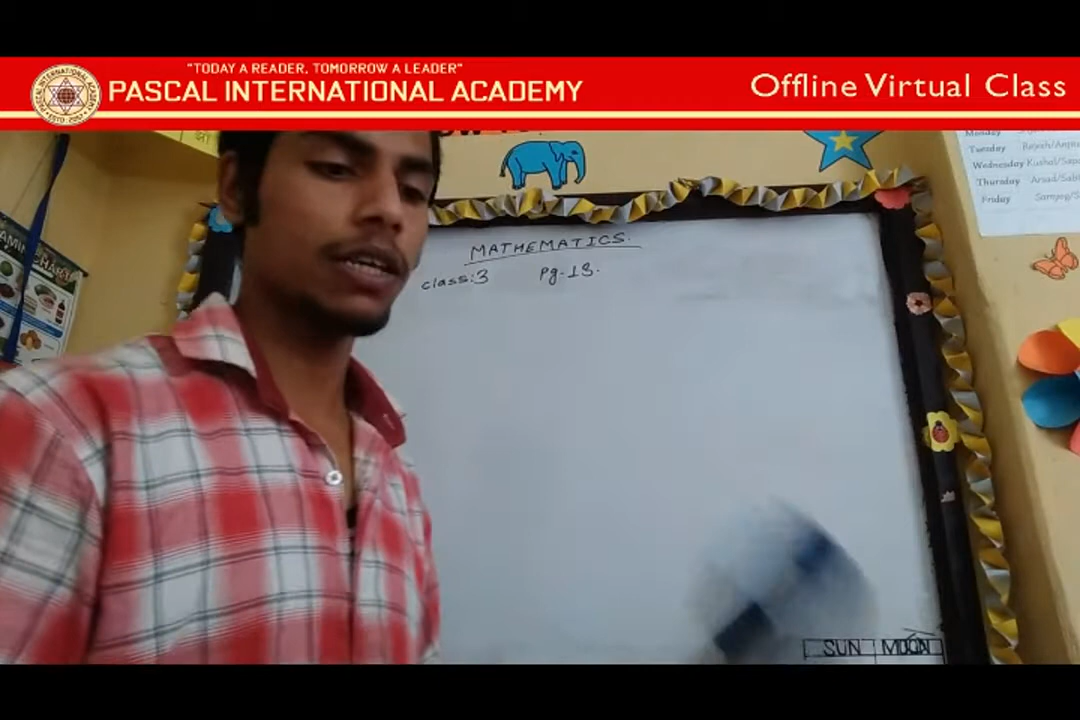 "TODAY A READER, TOMORROW A LEADER"
PASCAL INTERNATIONAL ACADEMY
Offline Virtual Class
MATHEMATICS.
class:3 Pg-18.
Monday
Tuesday
Wednesday
Thursday
Friday
SUN MOON